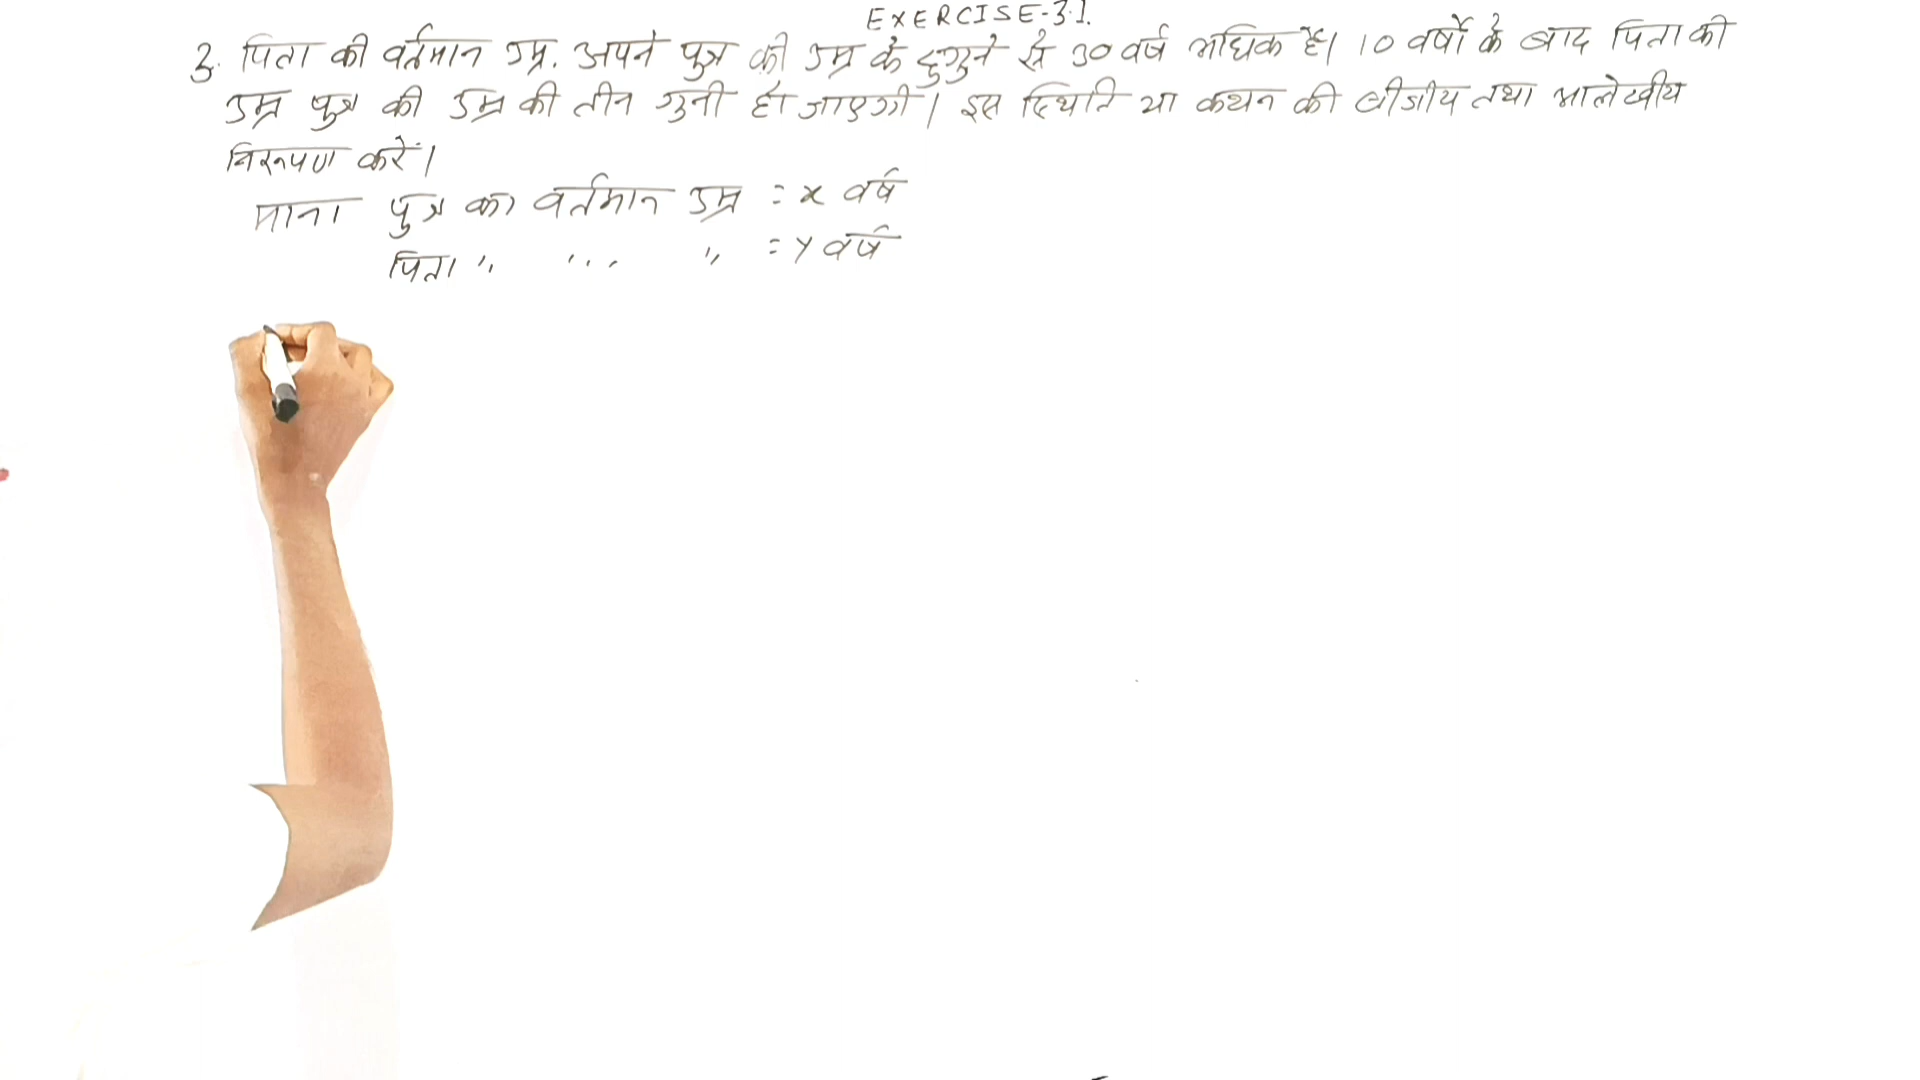 EXERCISE-3.1.
3. पिता की वर्तमान उम्र. अपने पुत्र की उम्र के दुगुने से 30 वर्ष अधिक है। 10 वर्षों के बाद पिता की
उम्र पुत्र की उम्र की तीन गुनी हो जाएगी। इस स्थिति या कथन की बीजीय तथा आलेखीय
निरूपण करें।
माना पुत्र का वर्तमान उम्र = x वर्ष
पिता " ... " = y वर्ष